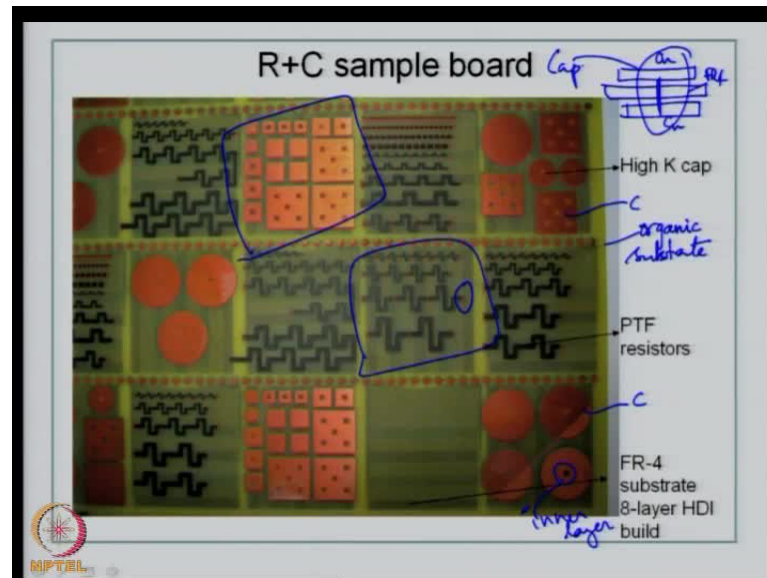 R+C sample board
Cap
Cu
FR4
Cu
High K cap
C
organic
substrate
PTF
resistors
C
FR-4
substrate
8-layer HDI
build
inner
layer
NPTEL